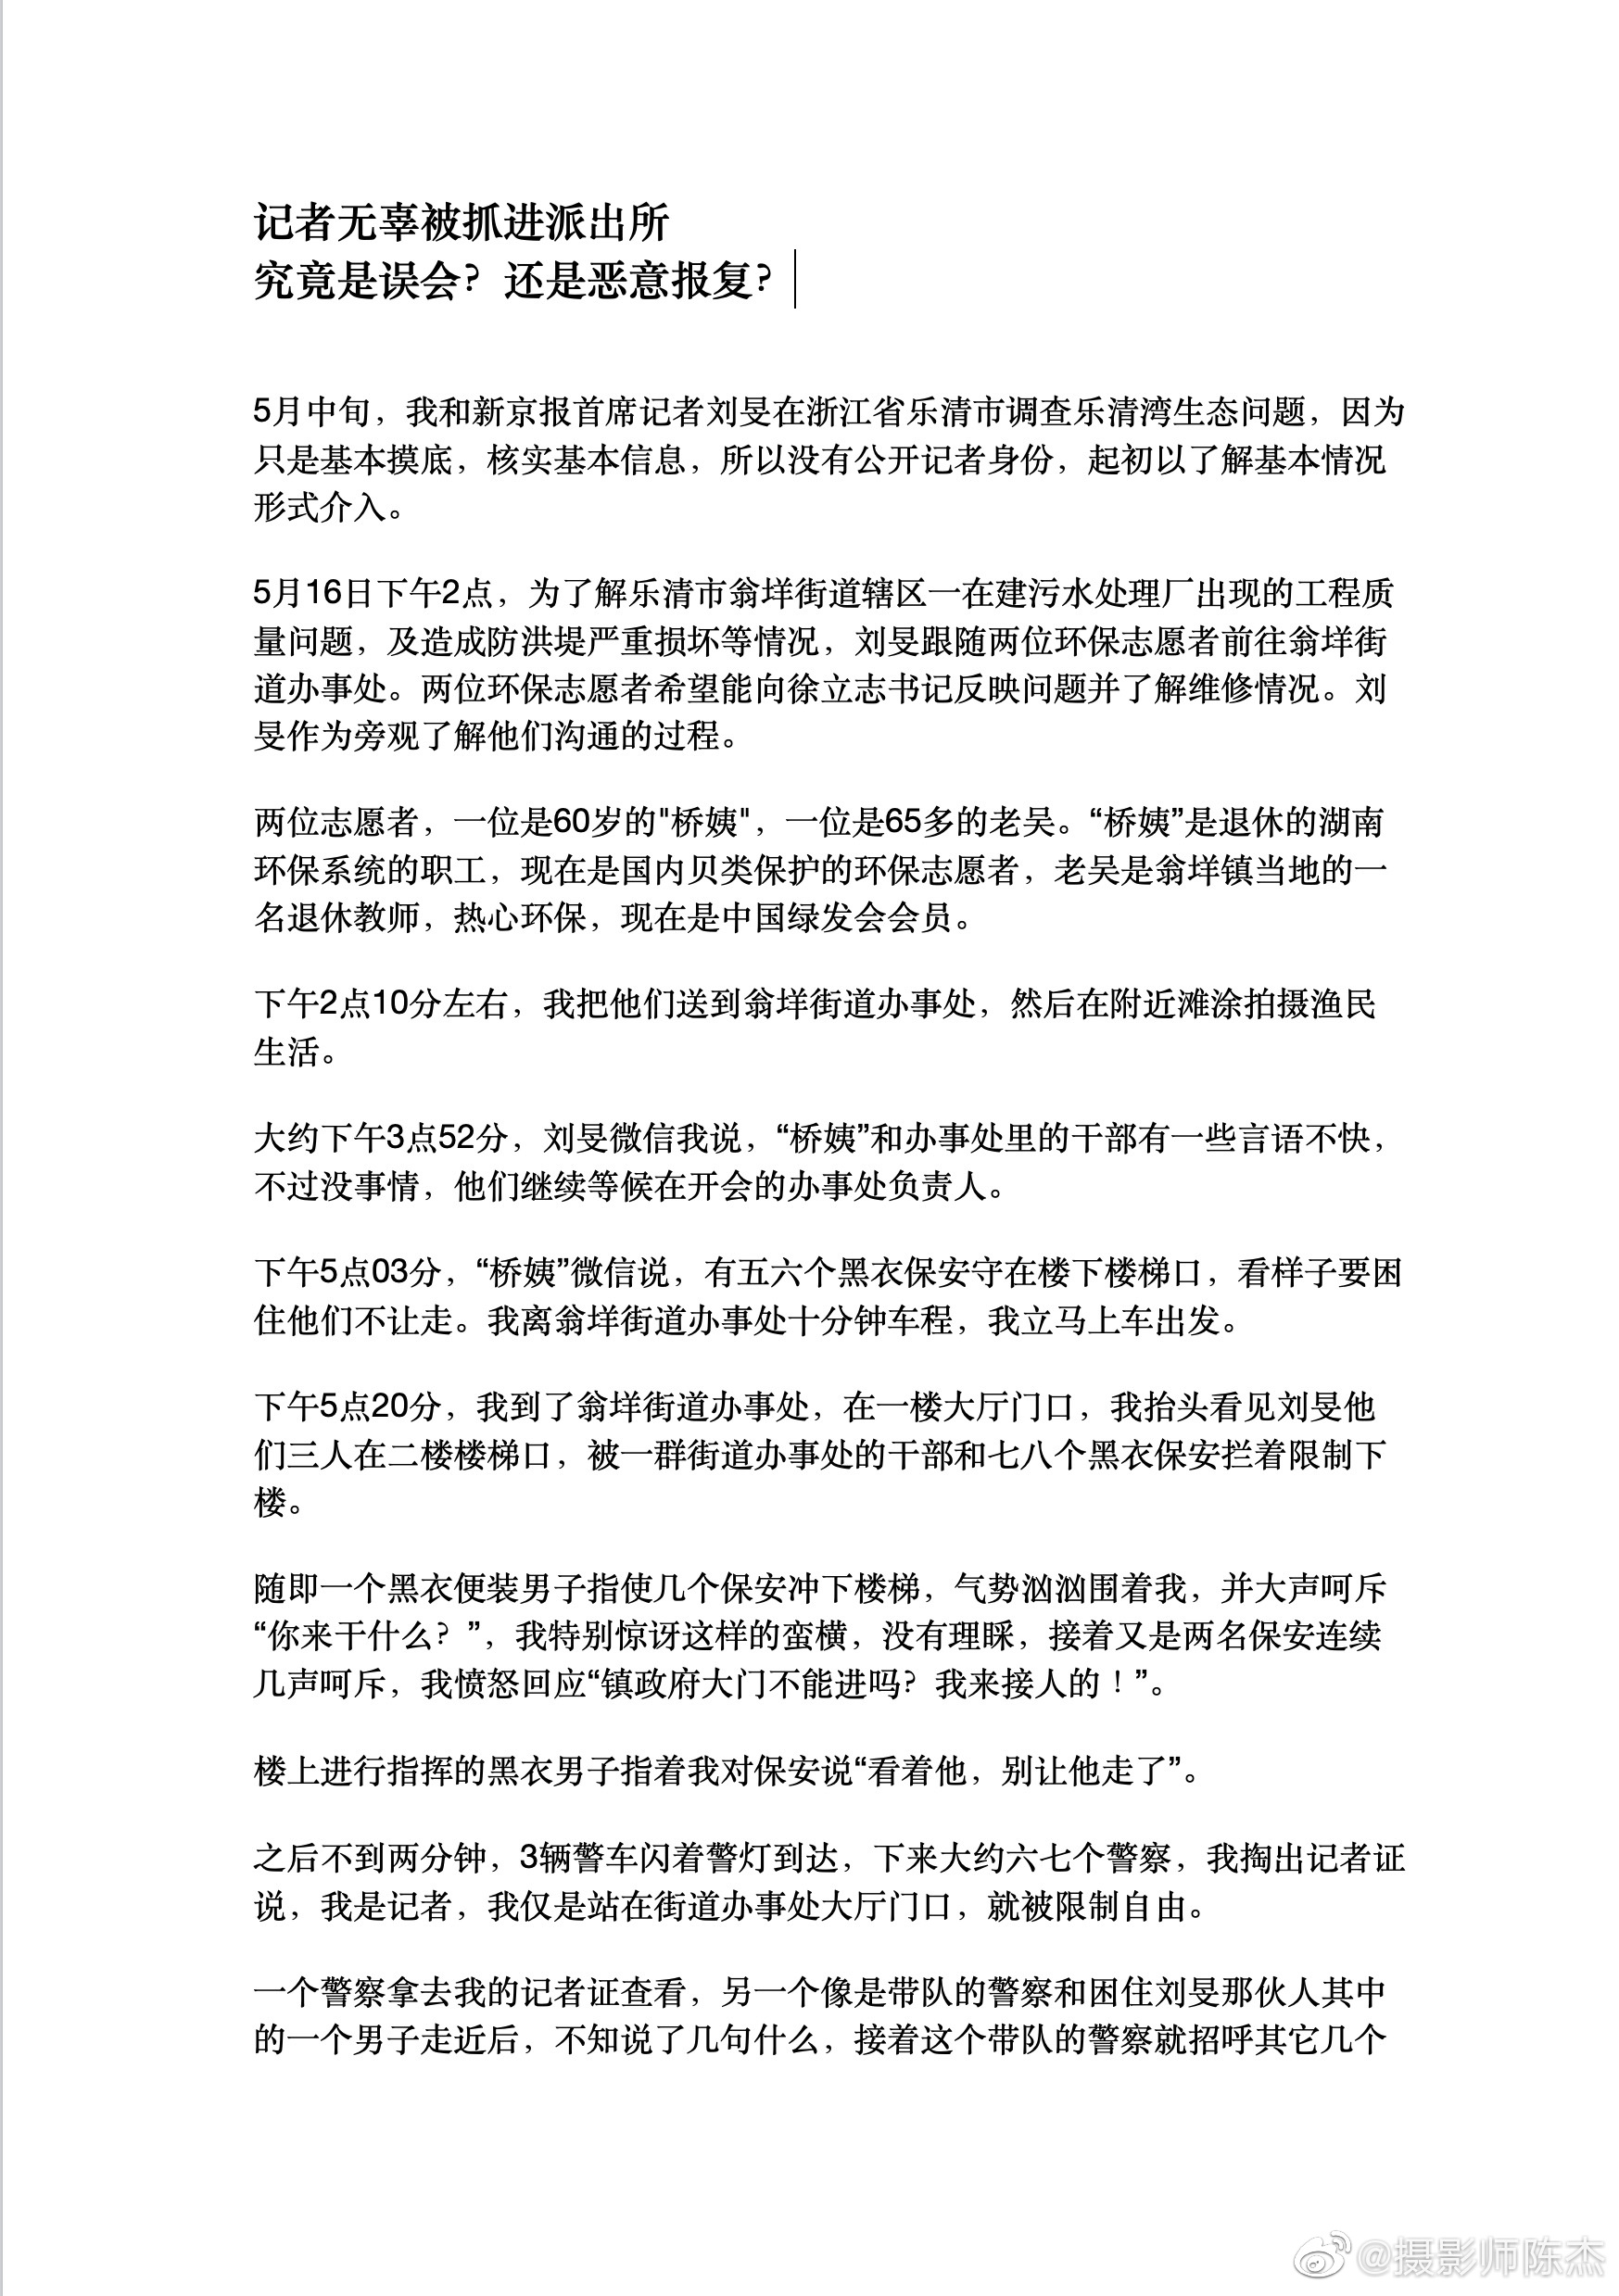 记者无辜被抓进派出所
究竟是误会？还是恶意报复？
5月中旬，我和新京报首席记者刘旻在浙江省乐清市调查乐清湾生态问题，因为
只是基本摸底，核实基本信息，所以没有公开记者身份，起初以了解基本情况
形式介入。
5月16日下午2点，为了解乐清市翁垟街道辖区一在建污水处理厂出现的工程质
量问题，及造成防洪堤严重损坏等情况，刘旻跟随两位环保志愿者前往翁垟街
道办事处。两位环保志愿者希望能向徐立志书记反映问题并了解维修情况。刘
旻作为旁观了解他们沟通的过程。
两位志愿者，一位是60岁的"桥姨"，一位是65多的老吴。“桥姨”是退休的湖南
环保系统的职工，现在是国内贝类保护的环保志愿者，老吴是翁垟镇当地的一
名退休教师，热心环保，现在是中国绿发会会员。
下午2点10分左右，我把他们送到翁垟街道办事处，然后在附近滩涂拍摄渔民
生活。
大约下午3点52分，刘旻微信我说，“桥姨”和办事处里的干部有一些言语不快，
不过没事情，他们继续等候在开会的办事处负责人。
下午5点03分，“桥姨”微信说，有五六个黑衣保安守在楼下楼梯口，看样子要困
住他们不让走。我离翁垟街道办事处十分钟车程，我立马上车出发。
下午5点20分，我到了翁垟街道办事处，在一楼大厅门口，我抬头看见刘旻他
们三人在二楼楼梯口，被一群街道办事处的干部和七八个黑衣保安拦着限制下
楼。
随即一个黑衣便装男子指使几个保安冲下楼梯，气势汹汹围着我，并大声呵斥
“你来干什么？”，我特别惊讶这样的蛮横，没有理睬，接着又是两名保安连续
几声呵斥，我愤怒回应“镇政府大门不能进吗？我来接人的！”。
楼上进行指挥的黑衣男子指着我对保安说“看着他，别让他走了”。
之后不到两分钟，3辆警车闪着警灯到达，下来大约六七个警察，我掏出记者证
说，我是记者，我仅是站在街道办事处大厅门口，就被限制自由。
一个警察拿去我的记者证查看，另一个像是带队的警察和困住刘旻那伙人其中
的一个男子走近后，不知说了几句什么，接着这个带队的警察就招呼其它几个
@摄影师陈杰